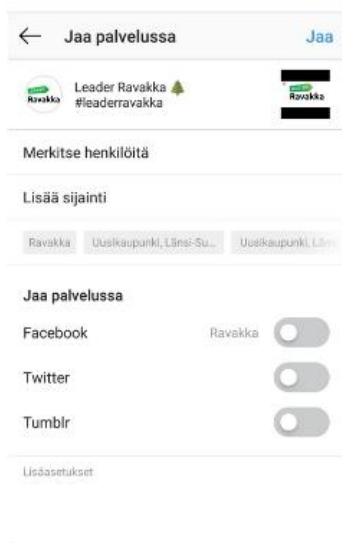 Jaa palvelussa
Jaa
Ravakka
Leader Ravakka
#leaderravakka
Ravakka
Merkitse henkilöitä
Lisää sijainti
Ravakka
Uusikaupunki, Länsi-Su...
Uusikaupunki,
Jaa palvelussa
Facebook
Ravakka
Twitter
Tumblr
Lisäasetukset